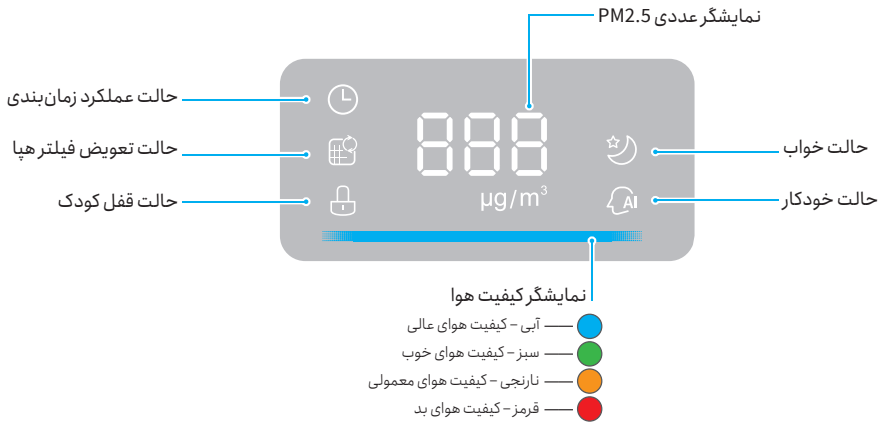 نمایشگر عددی PM2.5
حالت عملکرد زمان‌بندی
حالت تعویض فیلتر هپا
حالت قفل کودک
888
µg/m³
AI
حالت خواب
حالت خودکار
نمایشگر کیفیت هوا
آبی – کیفیت هوای عالی
سبز – کیفیت هوای خوب
نارنجی – کیفیت هوای معمولی
قرمز – کیفیت هوای بد